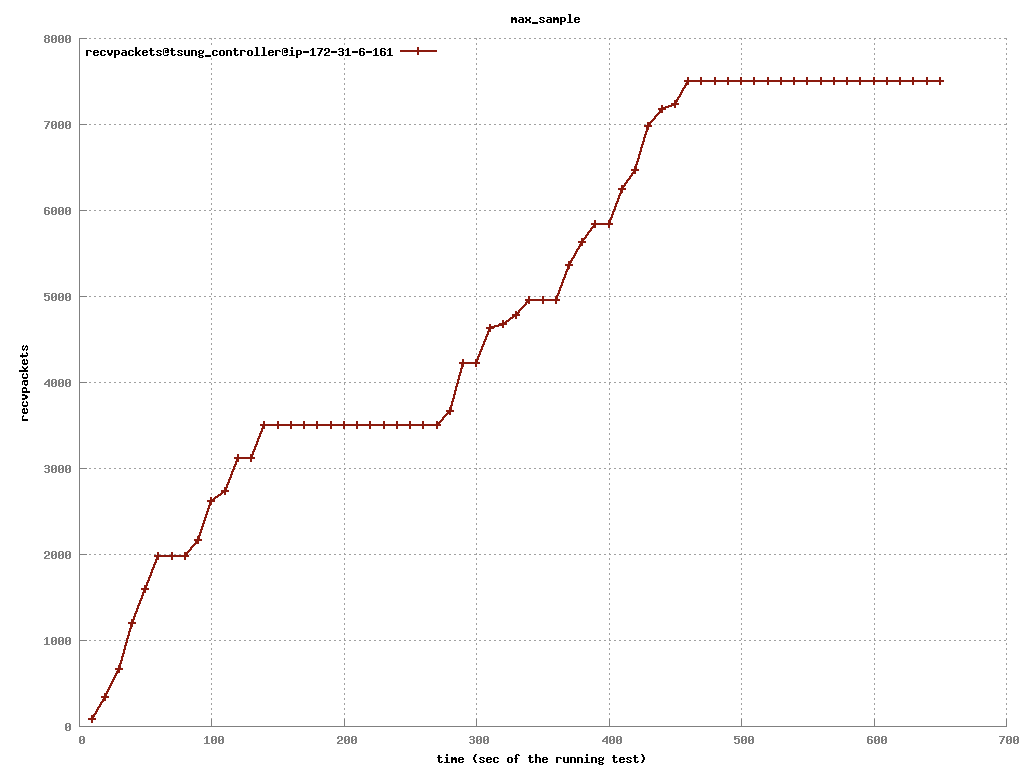 max_sample
recvpackets@tsung_controller@ip-172-31-6-161
8000
7000
6000
5000
4000
3000
2000
1000
0
recvpackets
0 100 200 300 400 500 600 700
time (sec of the running test)